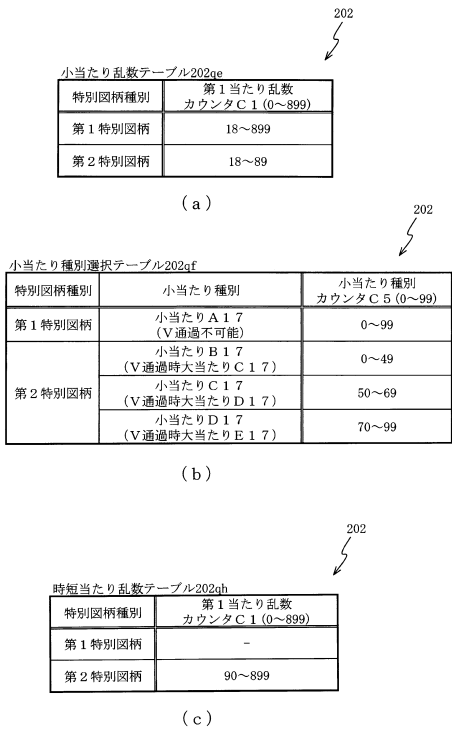 202
小当たり乱数テーブル202qe
特別図柄種別
第1当たり乱数
カウンタC1(0〜899)
第1特別図柄
18〜899
第2特別図柄
18〜89
(a)
202
小当たり種別選択テーブル202qf
特別図柄種別
小当たり種別
小当たり種別
カウンタC5(0〜99)
第1特別図柄
小当たりA17
(V通過不可能)
0〜99
第2特別図柄
小当たりB17
(V通過時大当たりC17)
0〜49
小当たりC17
(V通過時大当たりD17)
50〜69
小当たりD17
(V通過時大当たりE17)
70〜99
(b)
202
時短当たり乱数テーブル202qh
特別図柄種別
第1当たり乱数
カウンタC1(0〜899)
第1特別図柄
-
第2特別図柄
90〜899
(c)